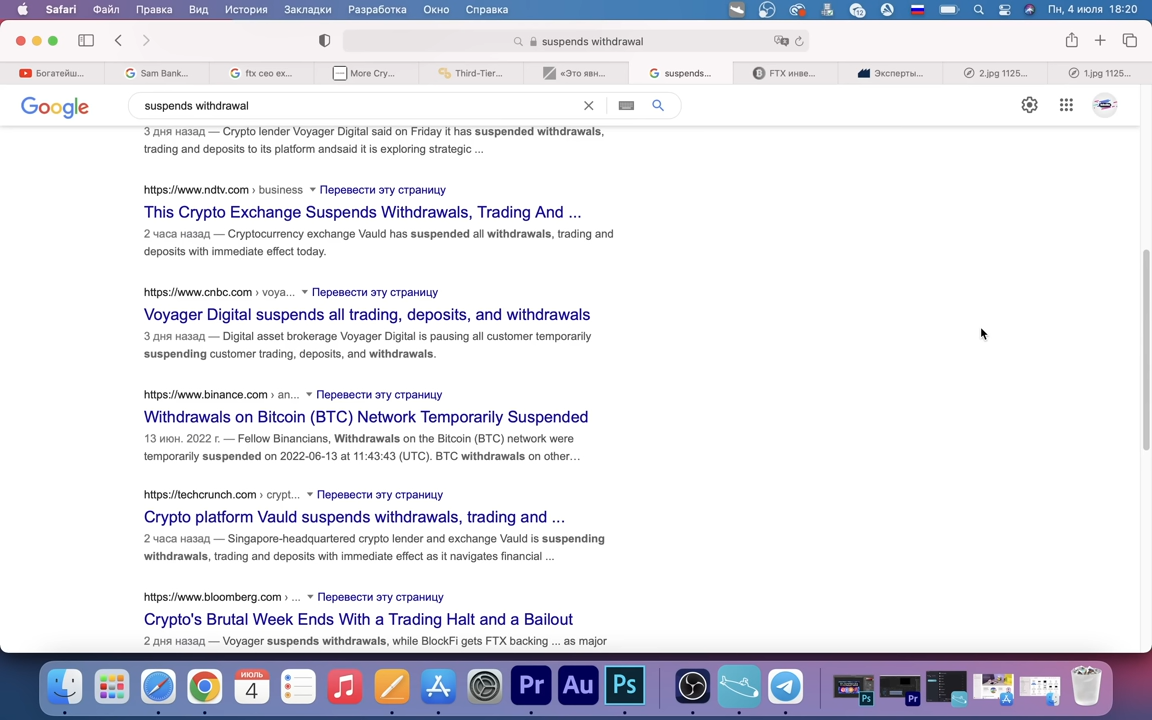 Safari Файл Правка Вид История Закладки Разработка Окно Справка 12 Пн, 4 июля 18:20
suspends withdrawal
Богатейш... Sam Bank... ftx ceo ex... More Cry... Third-Tier... «Это явн... suspends... FTX инве... Эксперты... 2.jpg 1125... 1.jpg 1125...
Google suspends withdrawal
3 дня назад — Crypto lender Voyager Digital said on Friday it has suspended withdrawals,
trading and deposits to its platform andsaid it is exploring strategic ...
https://www.ndtv.com › business Перевести эту страницу
This Crypto Exchange Suspends Withdrawals, Trading And ...
2 часа назад — Cryptocurrency exchange Vauld has suspended all withdrawals, trading and
deposits with immediate effect today.
https://www.cnbc.com › voya... Перевести эту страницу
Voyager Digital suspends all trading, deposits, and withdrawals
3 дня назад — Digital asset brokerage Voyager Digital is pausing all customer temporarily
suspending customer trading, deposits, and withdrawals.
https://www.binance.com › an... Перевести эту страницу
Withdrawals on Bitcoin (BTC) Network Temporarily Suspended
13 июн. 2022 г. — Fellow Binancians, Withdrawals on the Bitcoin (BTC) network were
temporarily suspended on 2022-06-13 at 11:43:43 (UTC). BTC withdrawals on other...
https://techcrunch.com › crypt... Перевести эту страницу
Crypto platform Vauld suspends withdrawals, trading and ...
2 часа назад — Singapore-headquartered crypto lender and exchange Vauld is suspending
withdrawals, trading and deposits with immediate effect as it navigates financial ...
https://www.bloomberg.com › ... Перевести эту страницу
Crypto's Brutal Week Ends With a Trading Halt and a Bailout
2 дня назад — Voyager suspends withdrawals, while BlockFi gets FTX backing ... as major
ИЮЛЬ
4 Pr Au Ps